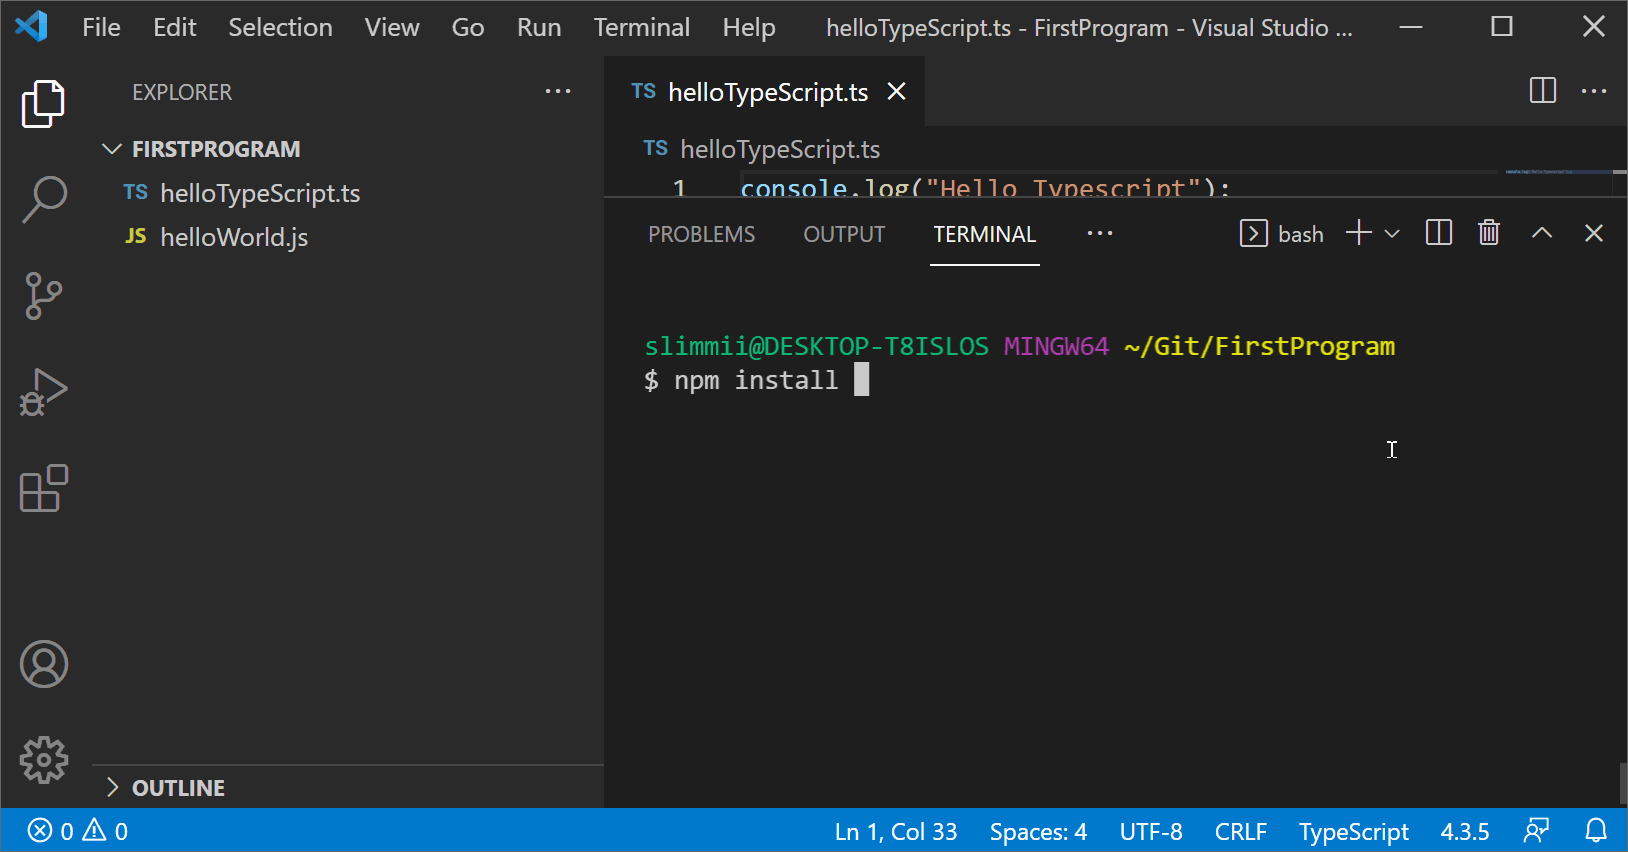 File Edit Selection View Go Run Terminal Help helloTypeScript.ts - FirstProgram - Visual Studio ...
EXPLORER
FIRSTPROGRAM
TS helloTypeScript.ts
JS helloWorld.js
OUTLINE
TS helloTypeScript.ts
TS helloTypeScript.ts
1 console.log("Hello Typescript");
PROBLEMS OUTPUT TERMINAL bash
slimmii@DESKTOP-T8ISLOS MINGW64 ~/Git/FirstProgram
$ npm install
0 0 Ln 1, Col 33 Spaces: 4 UTF-8 CRLF TypeScript 4.3.5